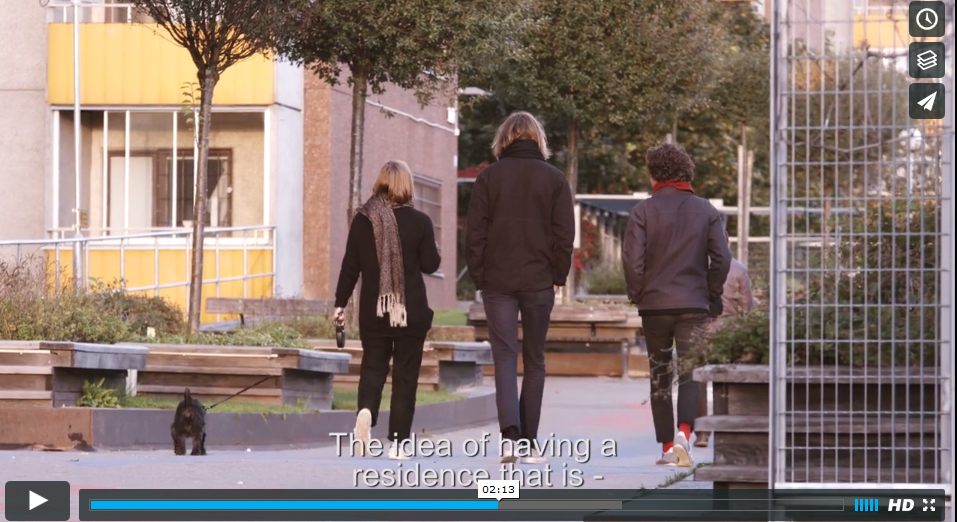 The idea of having a
residence that is -
02:13
HD